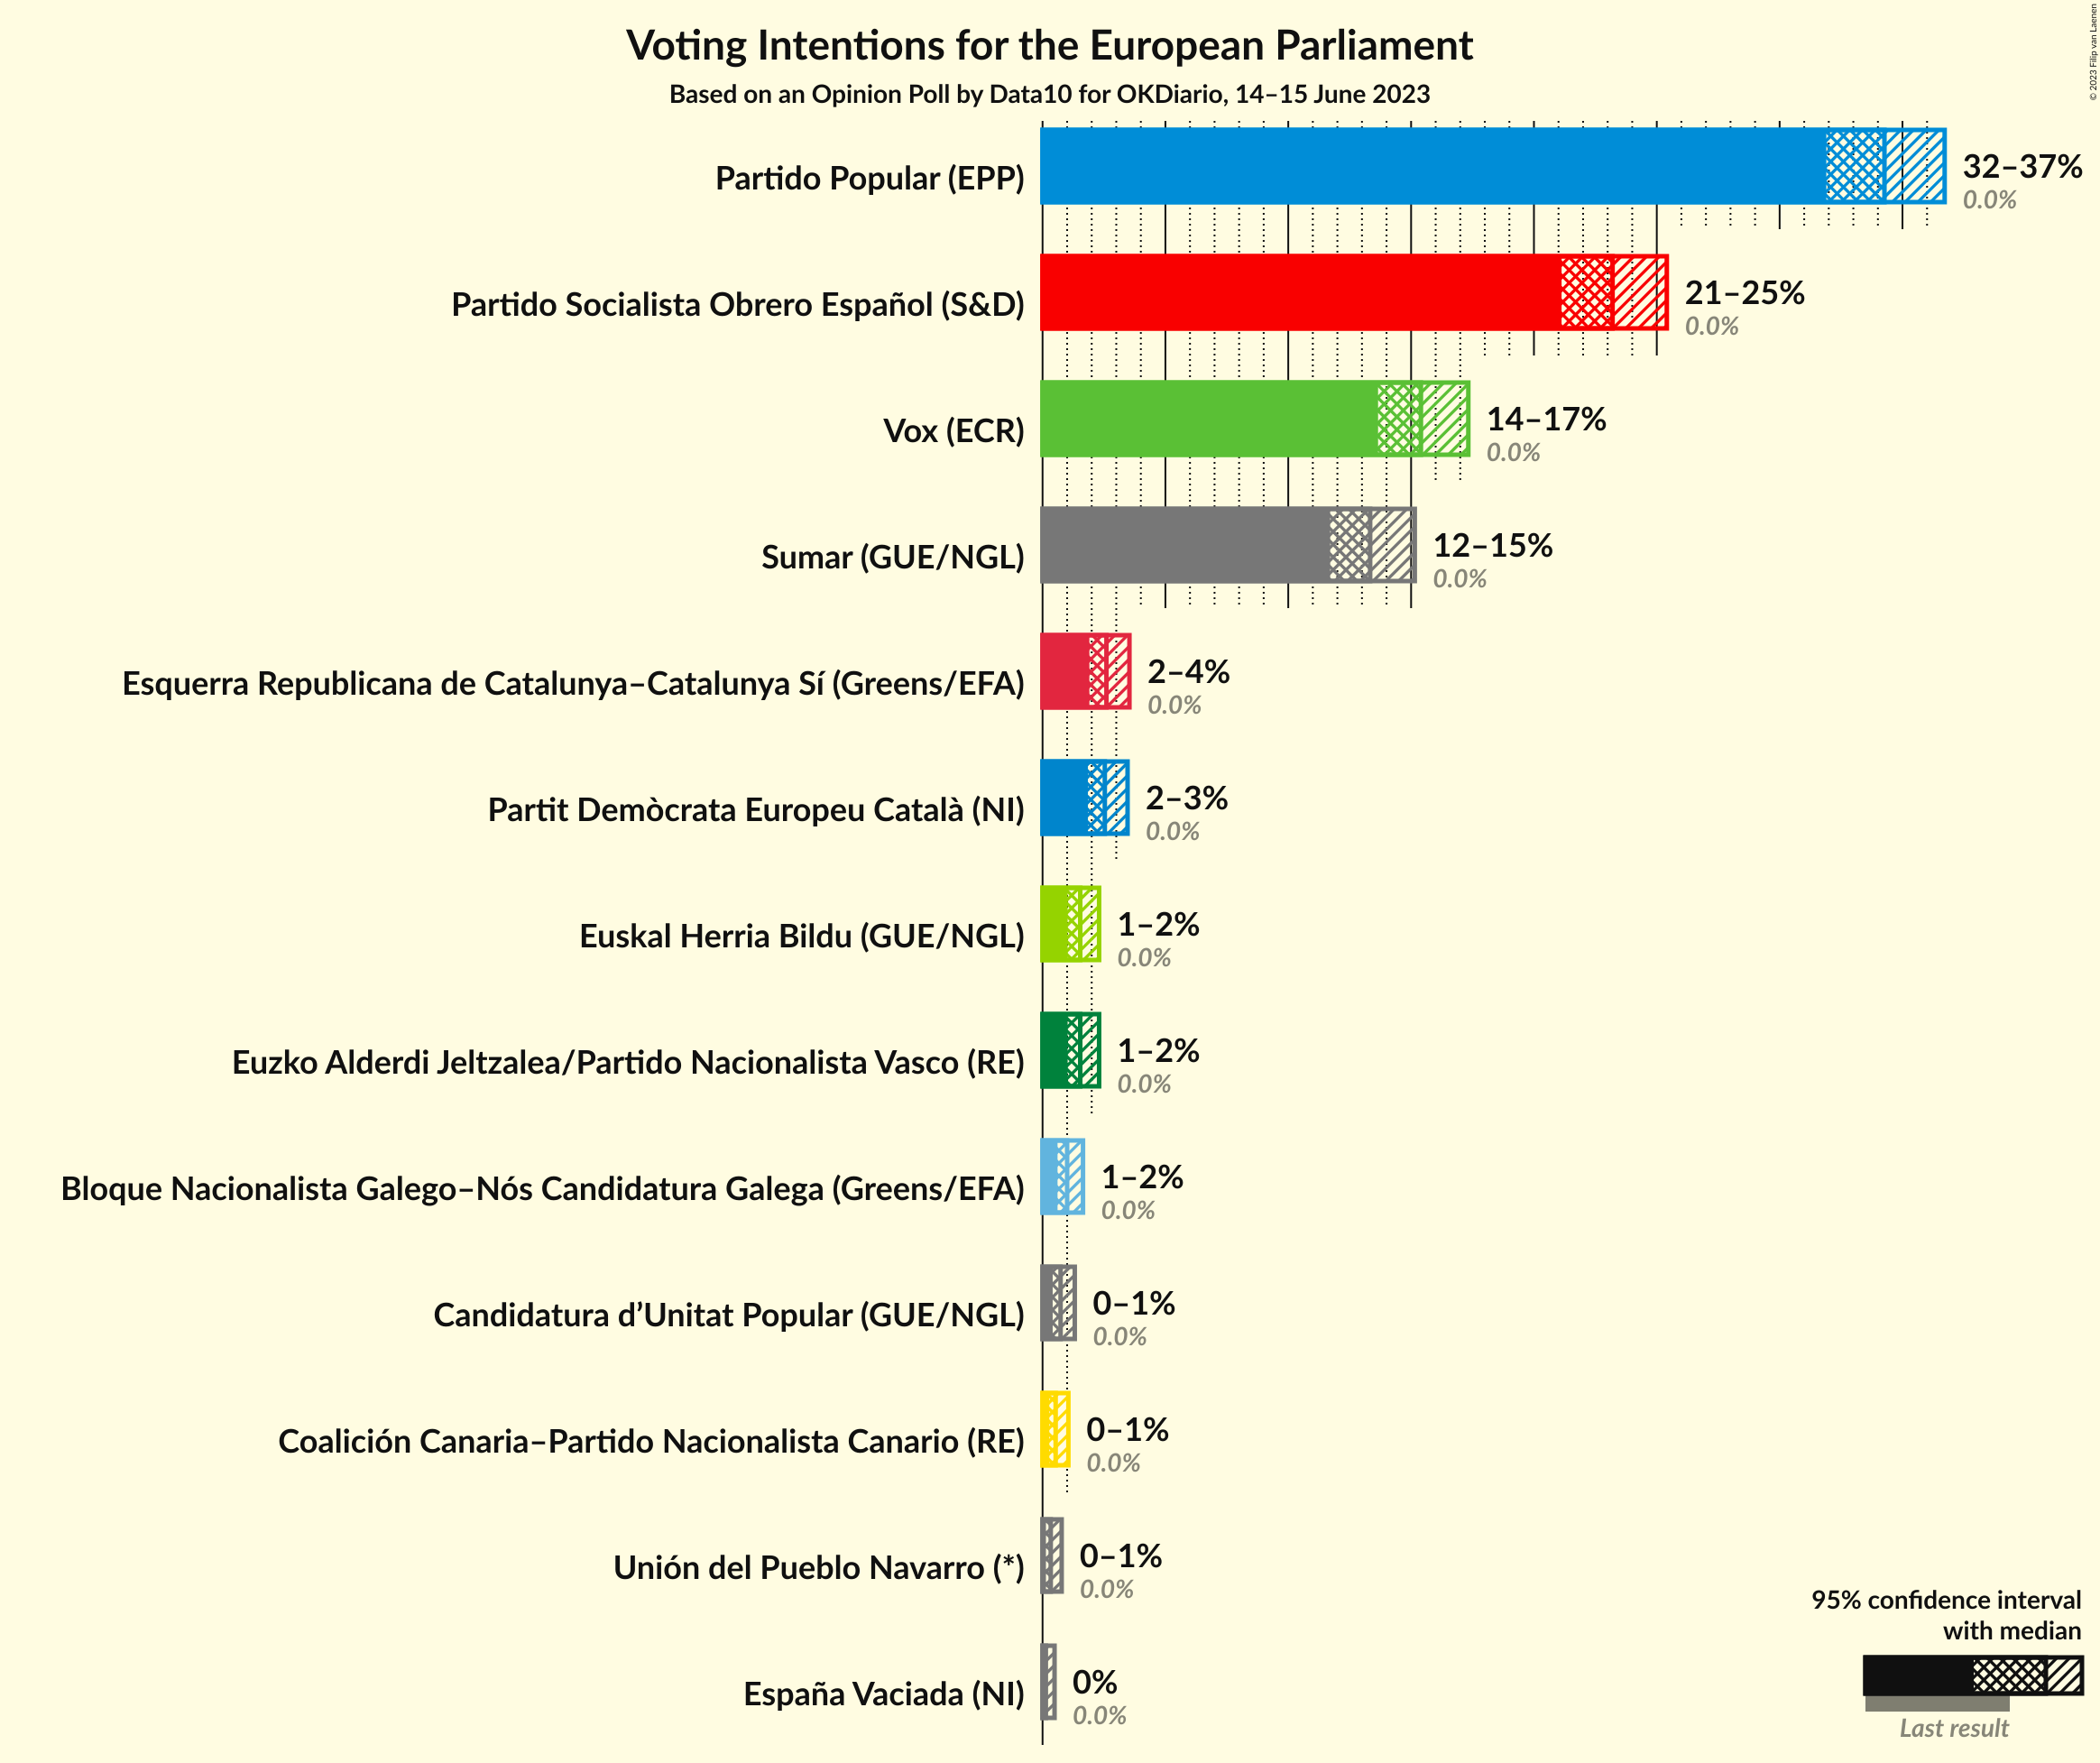 Voting Intentions for the European Parliament
Based on an Opinion Poll by Data10 for OKDiario, 14–15 June 2023
© 2023 Filip van Laenen
Partido Popular (EPP)
32–37%
0.0%
Partido Socialista Obrero Español (S&D)
21–25%
0.0%
Vox (ECR)
14–17%
0.0%
Sumar (GUE/NGL)
12–15%
0.0%
Esquerra Republicana de Catalunya–Catalunya Sí (Greens/EFA)
2–4%
0.0%
Partit Demòcrata Europeu Català (NI)
2–3%
0.0%
Euskal Herria Bildu (GUE/NGL)
1–2%
0.0%
Euzko Alderdi Jeltzalea/Partido Nacionalista Vasco (RE)
1–2%
0.0%
Bloque Nacionalista Galego–Nós Candidatura Galega (Greens/EFA)
1–2%
0.0%
Candidatura d’Unitat Popular (GUE/NGL)
0–1%
0.0%
Coalición Canaria–Partido Nacionalista Canario (RE)
0–1%
0.0%
Unión del Pueblo Navarro (*)
0–1%
0.0%
España Vaciada (NI)
0%
0.0%
95% confidence interval
with median
Last result